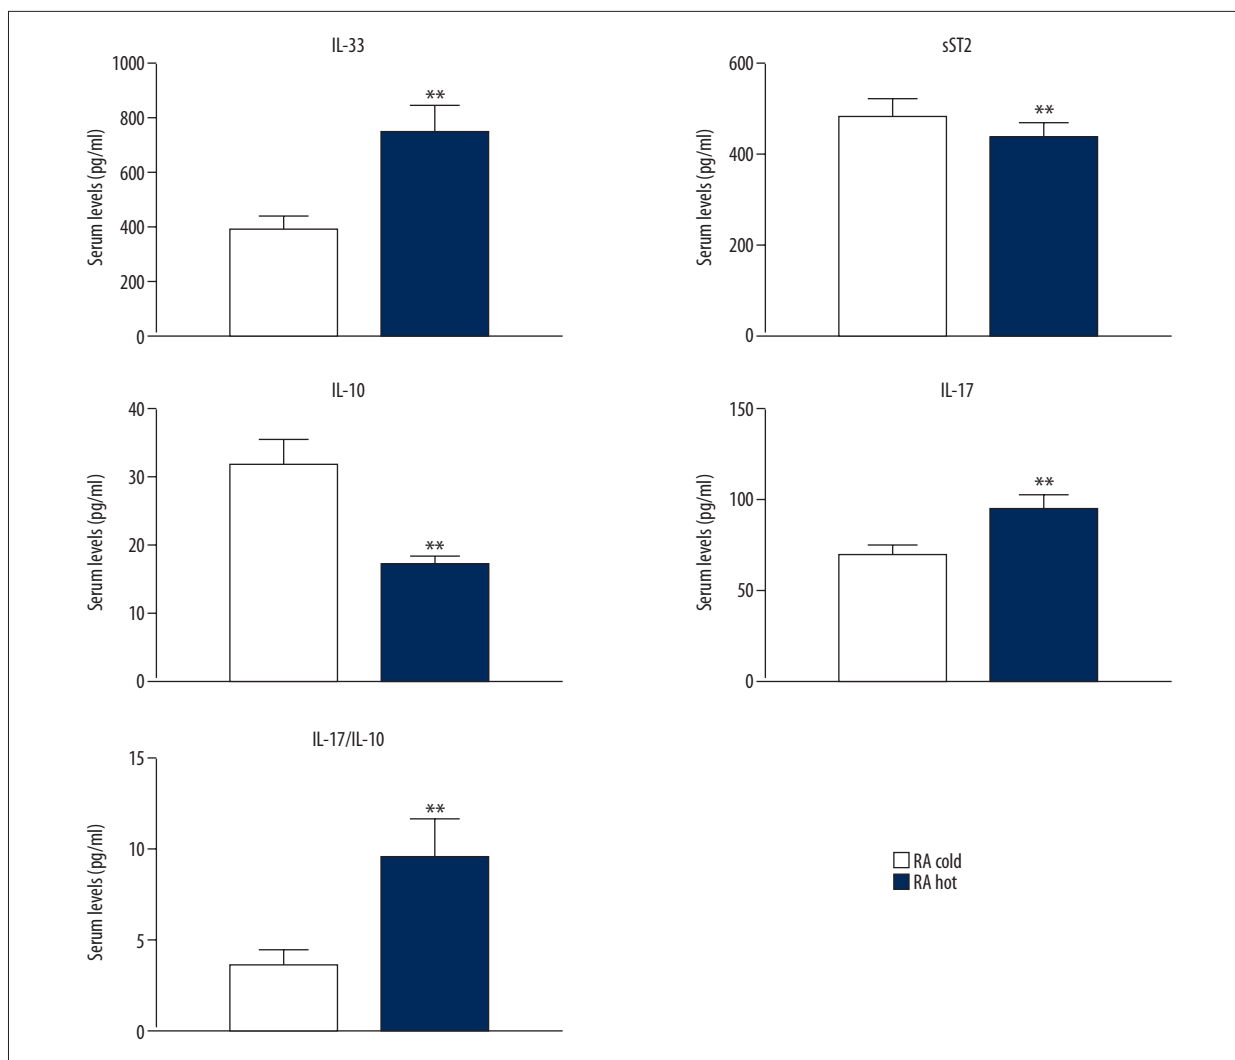 IL-33
1000
800
600
400
200
0
Serum levels (pg/ml)
**
sST2
600
400
200
0
Serum levels (pg/ml)
**
IL-10
40
30
20
10
0
Serum levels (pg/ml)
**
IL-17
150
100
50
0
Serum levels (pg/ml)
**
IL-17/IL-10
15
10
5
0
Serum levels (pg/ml)
**
RA cold
RA hot